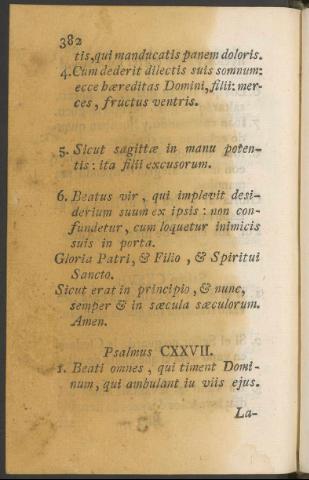 382
tis, qui manducatis panem doloris.
4. Cum dederit dilectis suis somnum:
ecce hæreditas Domini, filii: mer-
ces, fructus ventris.
5. Sicut sagittæ in manu poten-
tis: ita filii excusorum.
6. Beatus vir, qui implevit desi-
derium suum ex ipsis: non con-
fundetur, cum loquetur inimicis
suis in porta.
Gloria Patri, & Filio, & Spiritui
Sancto.
Sicut erat in principio, & nunc,
semper & in sæcula sæculorum.
Amen.
Psalmus CXXVII.
1. Beati omnes, qui timent Domi-
num, qui ambulant iu viis ejus.
La-